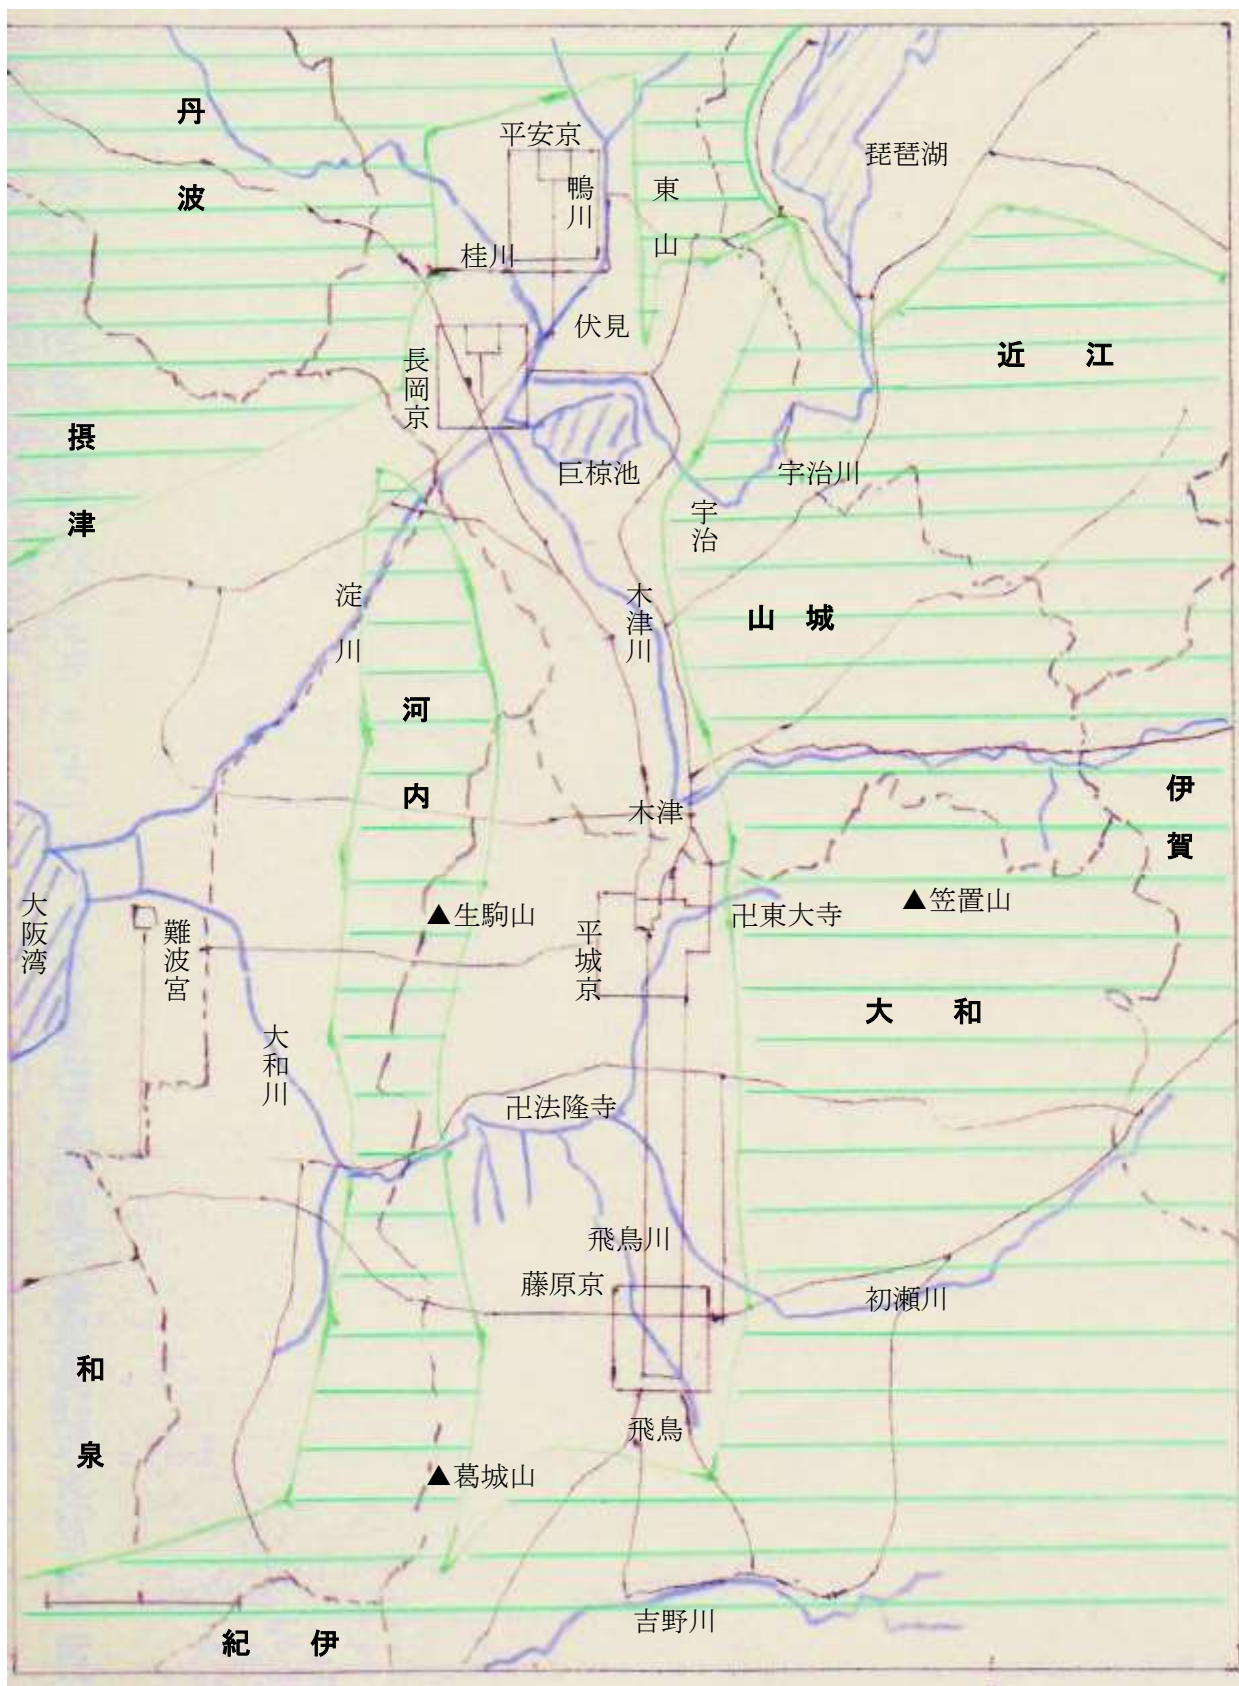 丹波
平安京
鴨川
東山
琵琶湖
桂川
伏見
長岡京
近江
摂津
巨椋池
宇治川
宇治
淀川
木津川
山城
河内
木津
伊賀
大阪湾
難波宮
▲生駒山
平城京
卍東大寺
▲笠置山
大和
大和川
卍法隆寺
飛鳥川
藤原京
初瀬川
和泉
飛鳥
▲葛城山
吉野川
紀伊